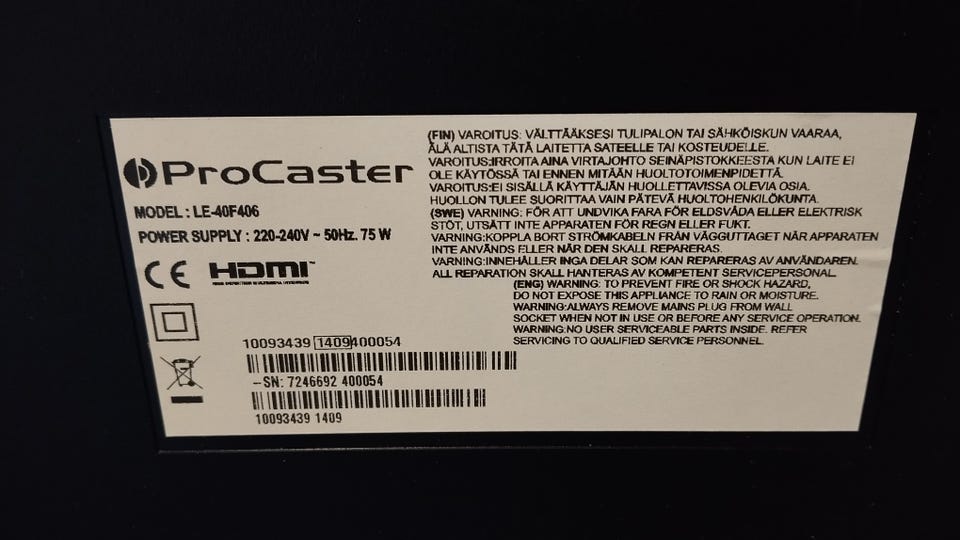 ProCaster
MODEL : LE-40F406
POWER SUPPLY : 220-240V ~ 50Hz. 75 W
CE HDMI™
10093439 1409400054
-SN: 7246692 400054
10093439 1409
(FIN) VAROITUS: VÄLTTÄÄKSESI TULIPALON TAI SÄHKÖISKUN VAARAA,
ÄLÄ ALTISTA TÄTÄ LAITETTA SATEELLE TAI KOSTEUDELLE.
VAROITUS:IRROITA AINA VIRTAJOHTO SEINÄPISTOKKEESTA KUN LAITE EI
OLE KÄYTÖSSÄ TAI ENNEN MITÄÄN HUOLTOTOIMENPIDETTÄ.
VAROITUS:EI SISÄLLÄ KÄYTTÄJÄN HUOLLETTAVISSA OLEVIA OSIA.
HUOLLON TULEE SUORITTAA VAIN PÄTEVÄ HUOLTOHENKILÖKUNTA.
(SWE) VARNING: FÖR ATT UNDVIKA FARA FÖR ELDSVÅDA ELLER ELEKTRISK
STÖT, UTSÄTT INTE APPARATEN FÖR REGN ELLER FUKT.
VARNING:KOPPLA BORT STRÖMKABELN FRÅN VÄGGUTTAGET NÄR APPARATEN
INTE ANVÄNDS ELLER NÄR DEN SKALL REPARERAS.
VARNING:INNEHÅLLER INGA DELAR SOM KAN REPARERAS AV ANVÄNDAREN.
ALL REPARATION SKALL HANTERAS AV KOMPETENT SERVICEPERSONAL.
(ENG) WARNING: TO PREVENT FIRE OR SHOCK HAZARD,
DO NOT EXPOSE THIS APPLIANCE TO RAIN OR MOISTURE.
WARNING:ALWAYS REMOVE MAINS PLUG FROM WALL
SOCKET WHEN NOT IN USE OR BEFORE ANY SERVICE OPERATION.
WARNING:NO USER SERVICEABLE PARTS INSIDE. REFER
SERVICING TO QUALIFIED SERVICE PERSONNEL.